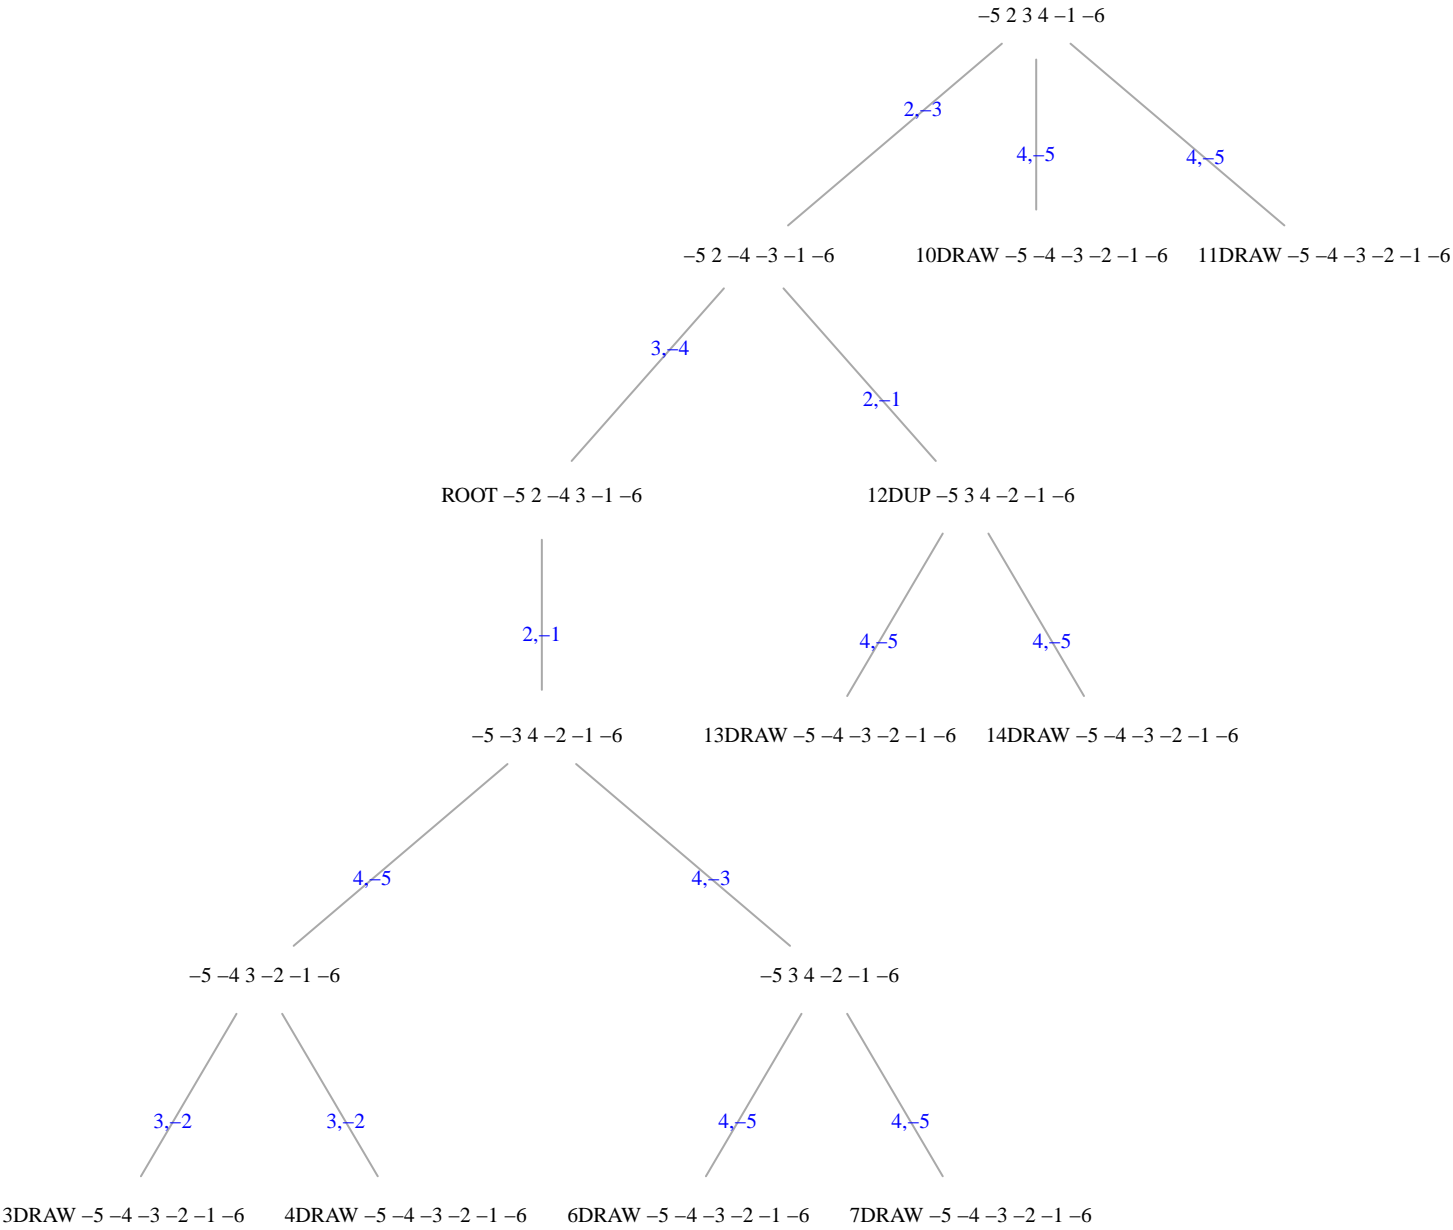 –5 2 3 4 –1 –6
2,–3
4,–5
4,–5
–5 2 –4 –3 –1 –6
10DRAW –5 –4 –3 –2 –1 –6
11DRAW –5 –4 –3 –2 –1 –6
3,–4
2,–1
ROOT –5 2 –4 3 –1 –6
12DUP –5 3 4 –2 –1 –6
2,–1
4,–5
4,–5
–5 –3 4 –2 –1 –6
13DRAW –5 –4 –3 –2 –1 –6
14DRAW –5 –4 –3 –2 –1 –6
4,–5
4,–3
–5 –4 3 –2 –1 –6
–5 3 4 –2 –1 –6
3,–2
3,–2
4,–5
4,–5
3DRAW –5 –4 –3 –2 –1 –6
4DRAW –5 –4 –3 –2 –1 –6
6DRAW –5 –4 –3 –2 –1 –6
7DRAW –5 –4 –3 –2 –1 –6